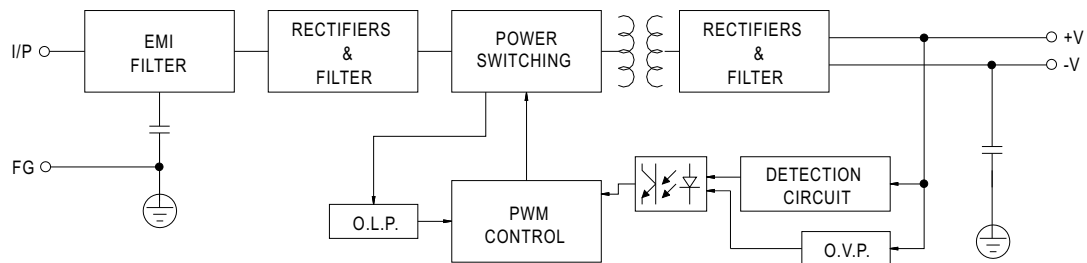 I/P
EMI
FILTER
RECTIFIERS
&
FILTER
POWER
SWITCHING
RECTIFIERS
&
FILTER
+V
-V
FG
O.L.P.
PWM
CONTROL
DETECTION
CIRCUIT
O.V.P.